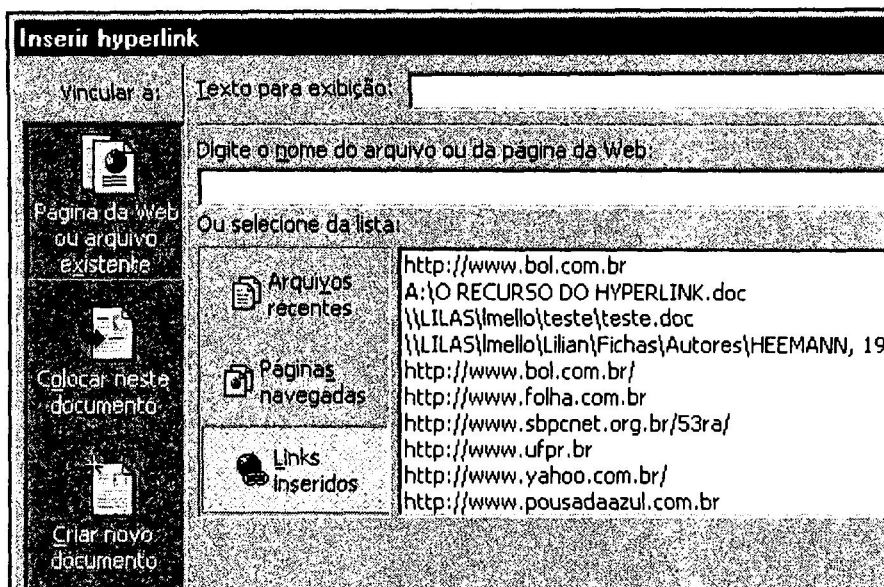 Inserir hyperlink
Vincular a:
Página da Web
ou arquivo
existente
Colocar neste
documento
Criar novo
documento
Texto para exibição:
Digite o nome do arquivo ou da página da Web:
Ou selecione da lista:
Arquivos
recentes
Páginas
navegadas
Links
inseridos
http://www.bol.com.br
A:\O RECURSO DO HYPERLINK.doc
\\LILAS\lmello\teste\teste.doc
\\LILAS\lmello\Lilian\Fichas\Autores\HEEMANN, 19
http://www.bol.com.br/
http://www.folha.com.br
http://www.sbpcnet.org.br/53ra/
http://www.ufpr.br
http://www.yahoo.com.br/
http://www.pousadaazul.com.br